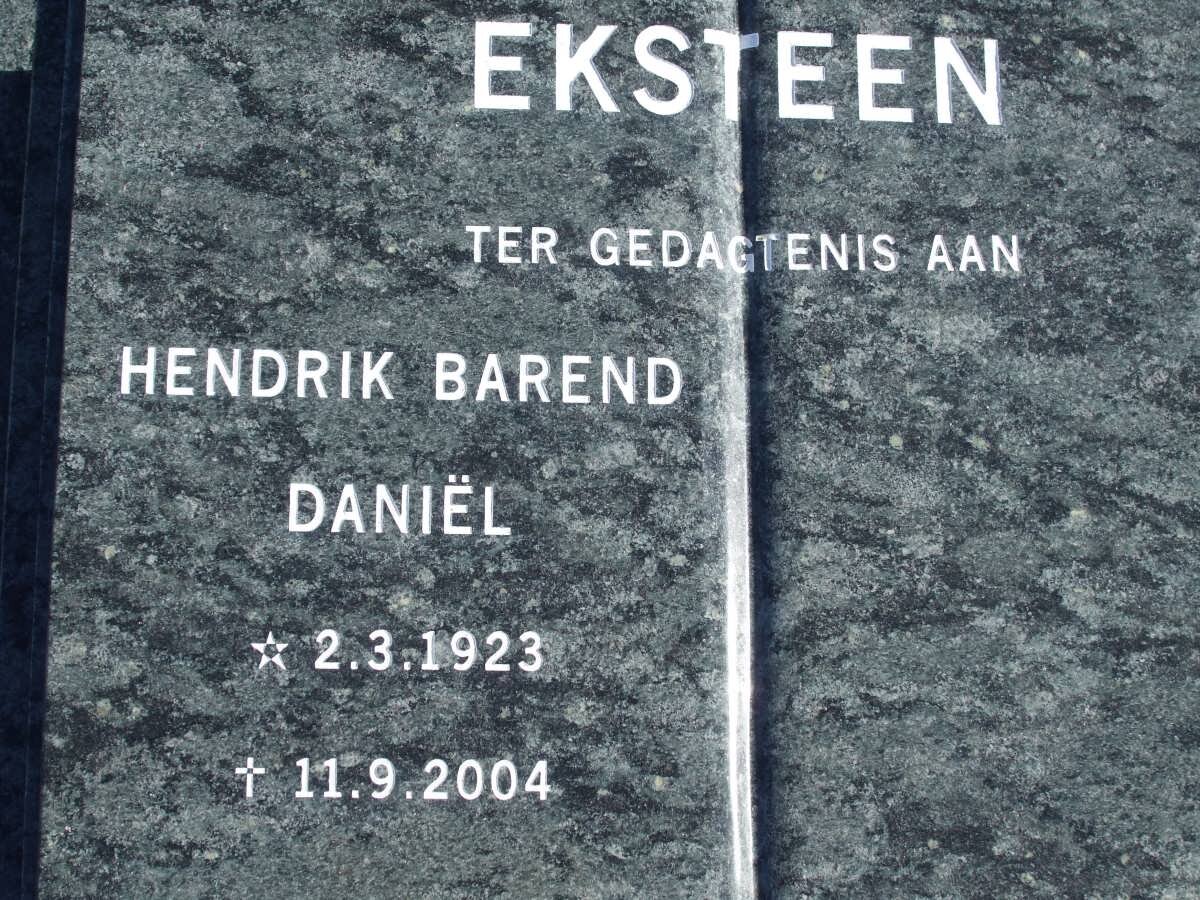 EKSTEEN
TER GEDAGTENIS AAN
HENDRIK BAREND
DANIËL
☆ 2.3.1923
✝ 11.9.2004